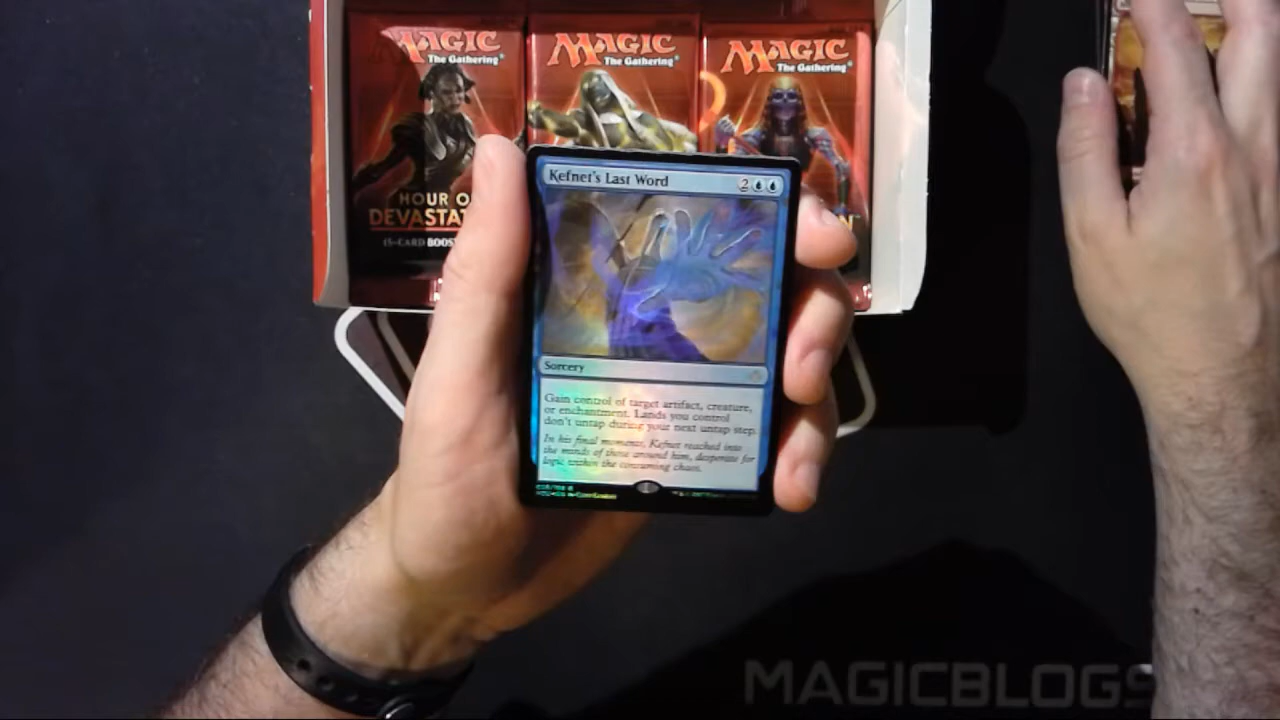 MAGIC
The Gathering®
HOUR O
DEVASTAT
15-CARD BOOS
MAGIC
The Gathering®
MAGIC
The Gathering®
N
Kefnet's Last Word
2
Sorcery
Gain control of target artifact, creature,
or enchantment. Lands you control
don't untap during your next untap step.
In his final moments, Kefnet reached into
the minds of those around him, desperate for
logic within the consuming chaos.
MAGICBLOGS